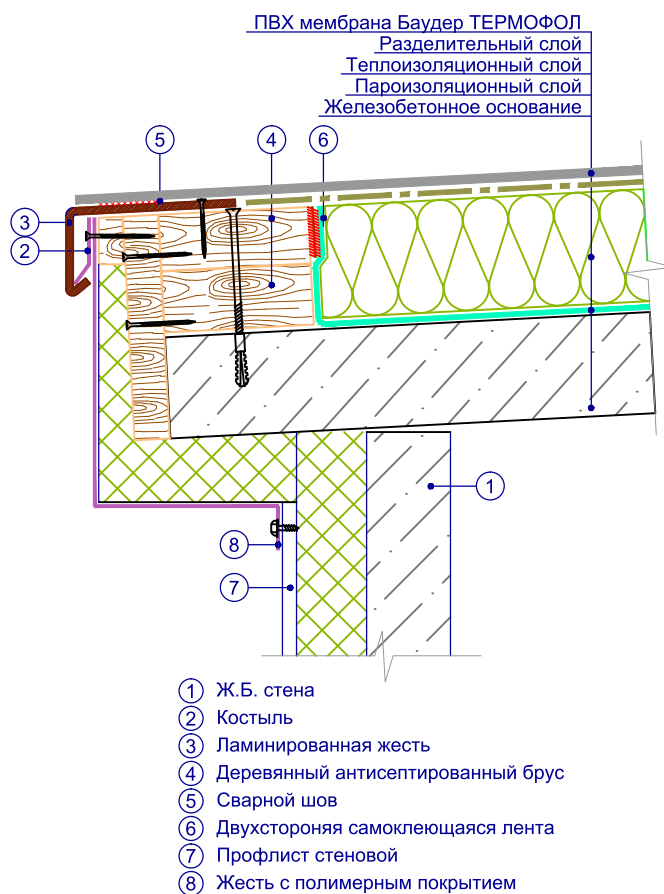 ПВХ мембрана Баудер ТЕРМОФОЛ
Разделительный слой
Теплоизоляционный слой
Пароизоляционный слой
Железобетонное основание
5
4
6
3
2
1
8
7
1 Ж.Б. стена
2 Костыль
3 Ламинированная жесть
4 Деревянный антисептированный брус
5 Сварной шов
6 Двухстороняя самоклеющаяся лента
7 Профлист стеновой
8 Жесть с полимерным покрытием